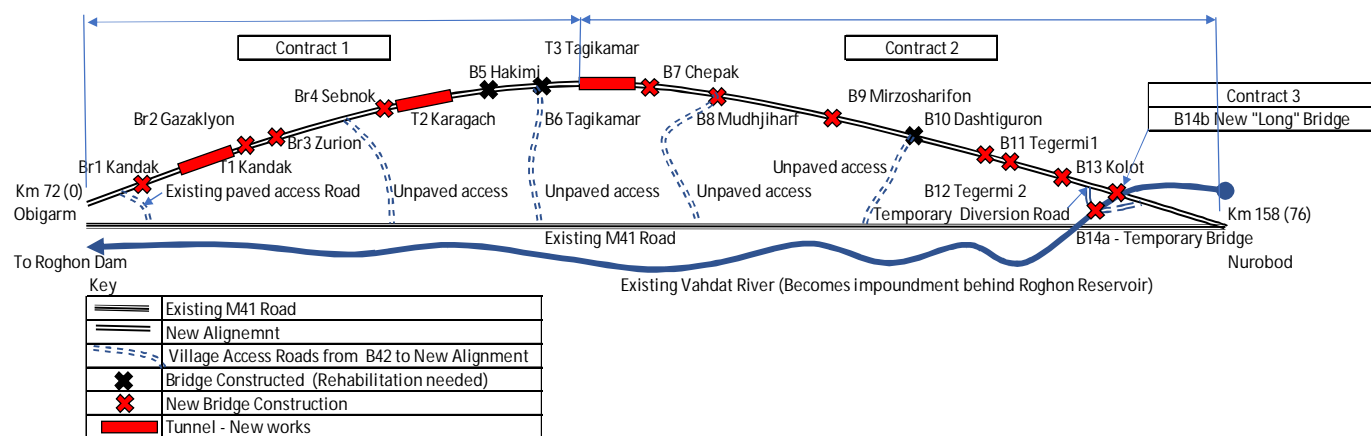 Contract 1
Contract 2
T3 Tagikamar
B5 Hakimi
B7 Chepak
Br4 Sebnok
Contract 3
B14b New "Long" Bridge
B9 Mirzosharifon
B10 Dashtiguron
Br2 Gazaklyon
T2 Karagach
B6 Tagikamar
B8 Mudhjiharf
B11 Tegermi1
Br3 Zurion
Br1 Kandak
T1 Kandak
B13 Kolot
Km 72 (0)
Obigarm
Existing paved access Road
Unpaved access
Unpaved access
Unpaved access
Unpaved access
B12 Tegermi 2
Temporary Diversion Road
Km 158 (76)
Existing M41 Road
B14a - Temporary Bridge
Nurobod
To Roghon Dam
Existing Vahdat River (Becomes impoundment behind Roghon Reservoir)
Key
Existing M41 Road
New Alignemnt
Village Access Roads from B42 to New Alignment
Bridge Constructed (Rehabilitation needed)
New Bridge Construction
Tunnel - New works